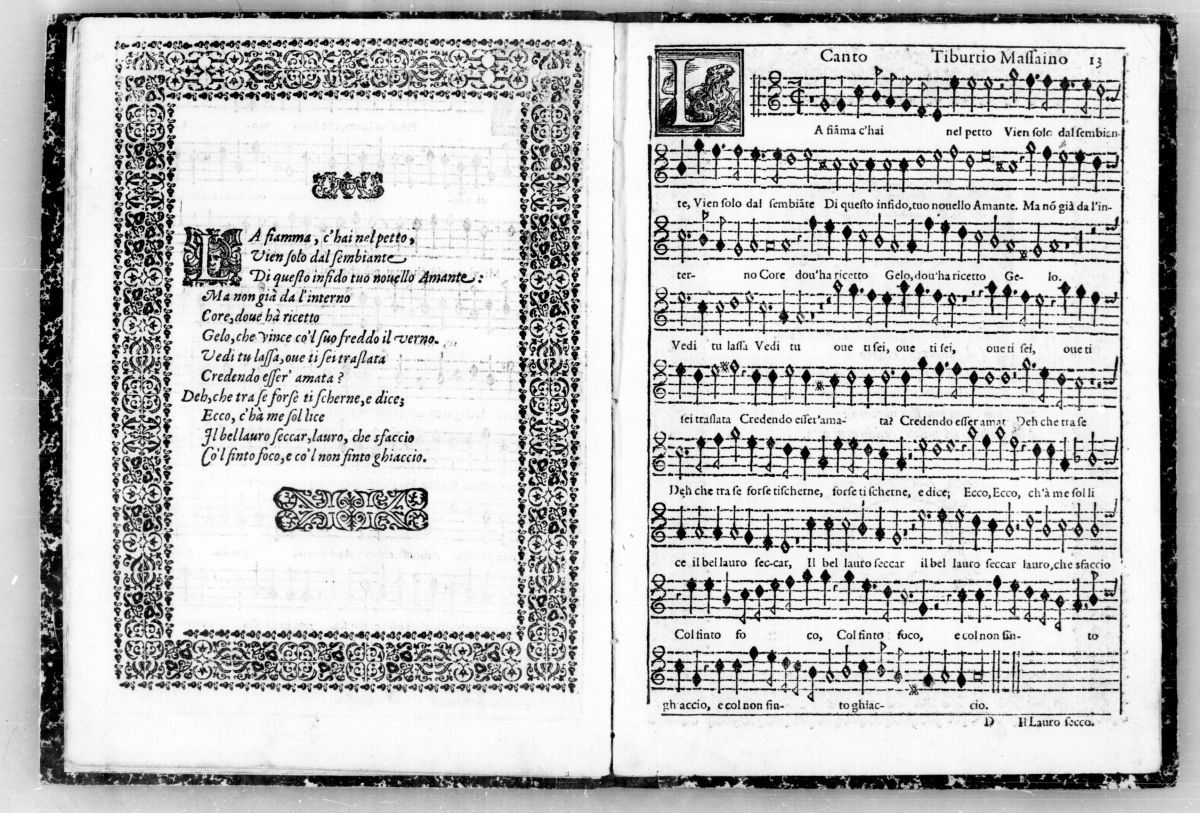 LA fiamma, c'hai nel petto,
Vien solo dal sembiante
Di questo infido tuo nouello Amante:
Ma non già da l'interno
Core, doue hà ricetto
Gelo, che vince co'l suo freddo il verno.
Vedi tu lassa, oue ti sei traslata
Credendo esser' amata?
Deh, che tra se forse ti scherne, e dice;
Ecco, c'hà me sol lice
Il bel lauro seccar, lauro, che sfaccio
Co'l finto foco, e co'l non finto ghiaccio.
Canto Tiburtio Massaino 13
LA fiãma c'hai nel petto Vien solo dal sembian-
te, Vien solo dal sembiãte Di questo infido, tuo nouello Amante. Ma nõ già da l'in-
ter- no Core dou'ha ricetto Gelo, dou'ha ricetto Ge- lo.
Vedi tu lassa Vedi tu oue ti sei, oue ti sei, oue ti sei, oue ti
sei traslata Credendo esser'ama- ta? Credendo esser amat Deh che tra se
Deh che tra se forse ti scherne, forse ti scherne, e dice; Ecco, Ecco, ch'à me sol li
ce il bel lauro sec-car, Il bel lauro seccar il bel lauro seccar lauro, che sfaccio
Col finto fo co, Col finto foco, e col non fin- to
gh accio, e col non fin- to ghiac- cio.
D Il Lauro secco.